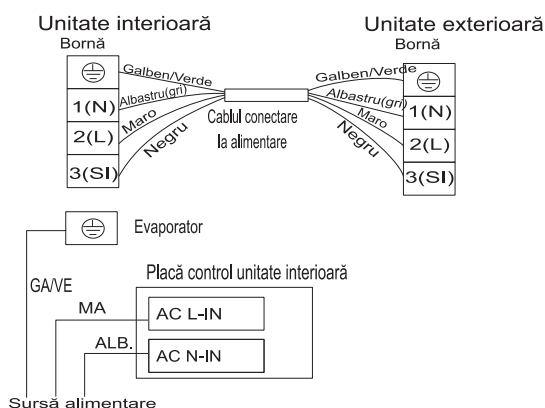 Unitate interioară
Bornă
Galben/Verde
1(N)
Albastru(gri)
2(L)
Maro
3(SI)
Negru
Cablul conectare
la alimentare
Unitate exterioară
Bornă
Galben/Verde
Albastru(gri)
1(N)
Maro
2(L)
Negru
3(SI)
Evaporator
GA/VE
Placă control unitate interioară
MA
AC L-IN
ALB.
AC N-IN
Sursă alimentare